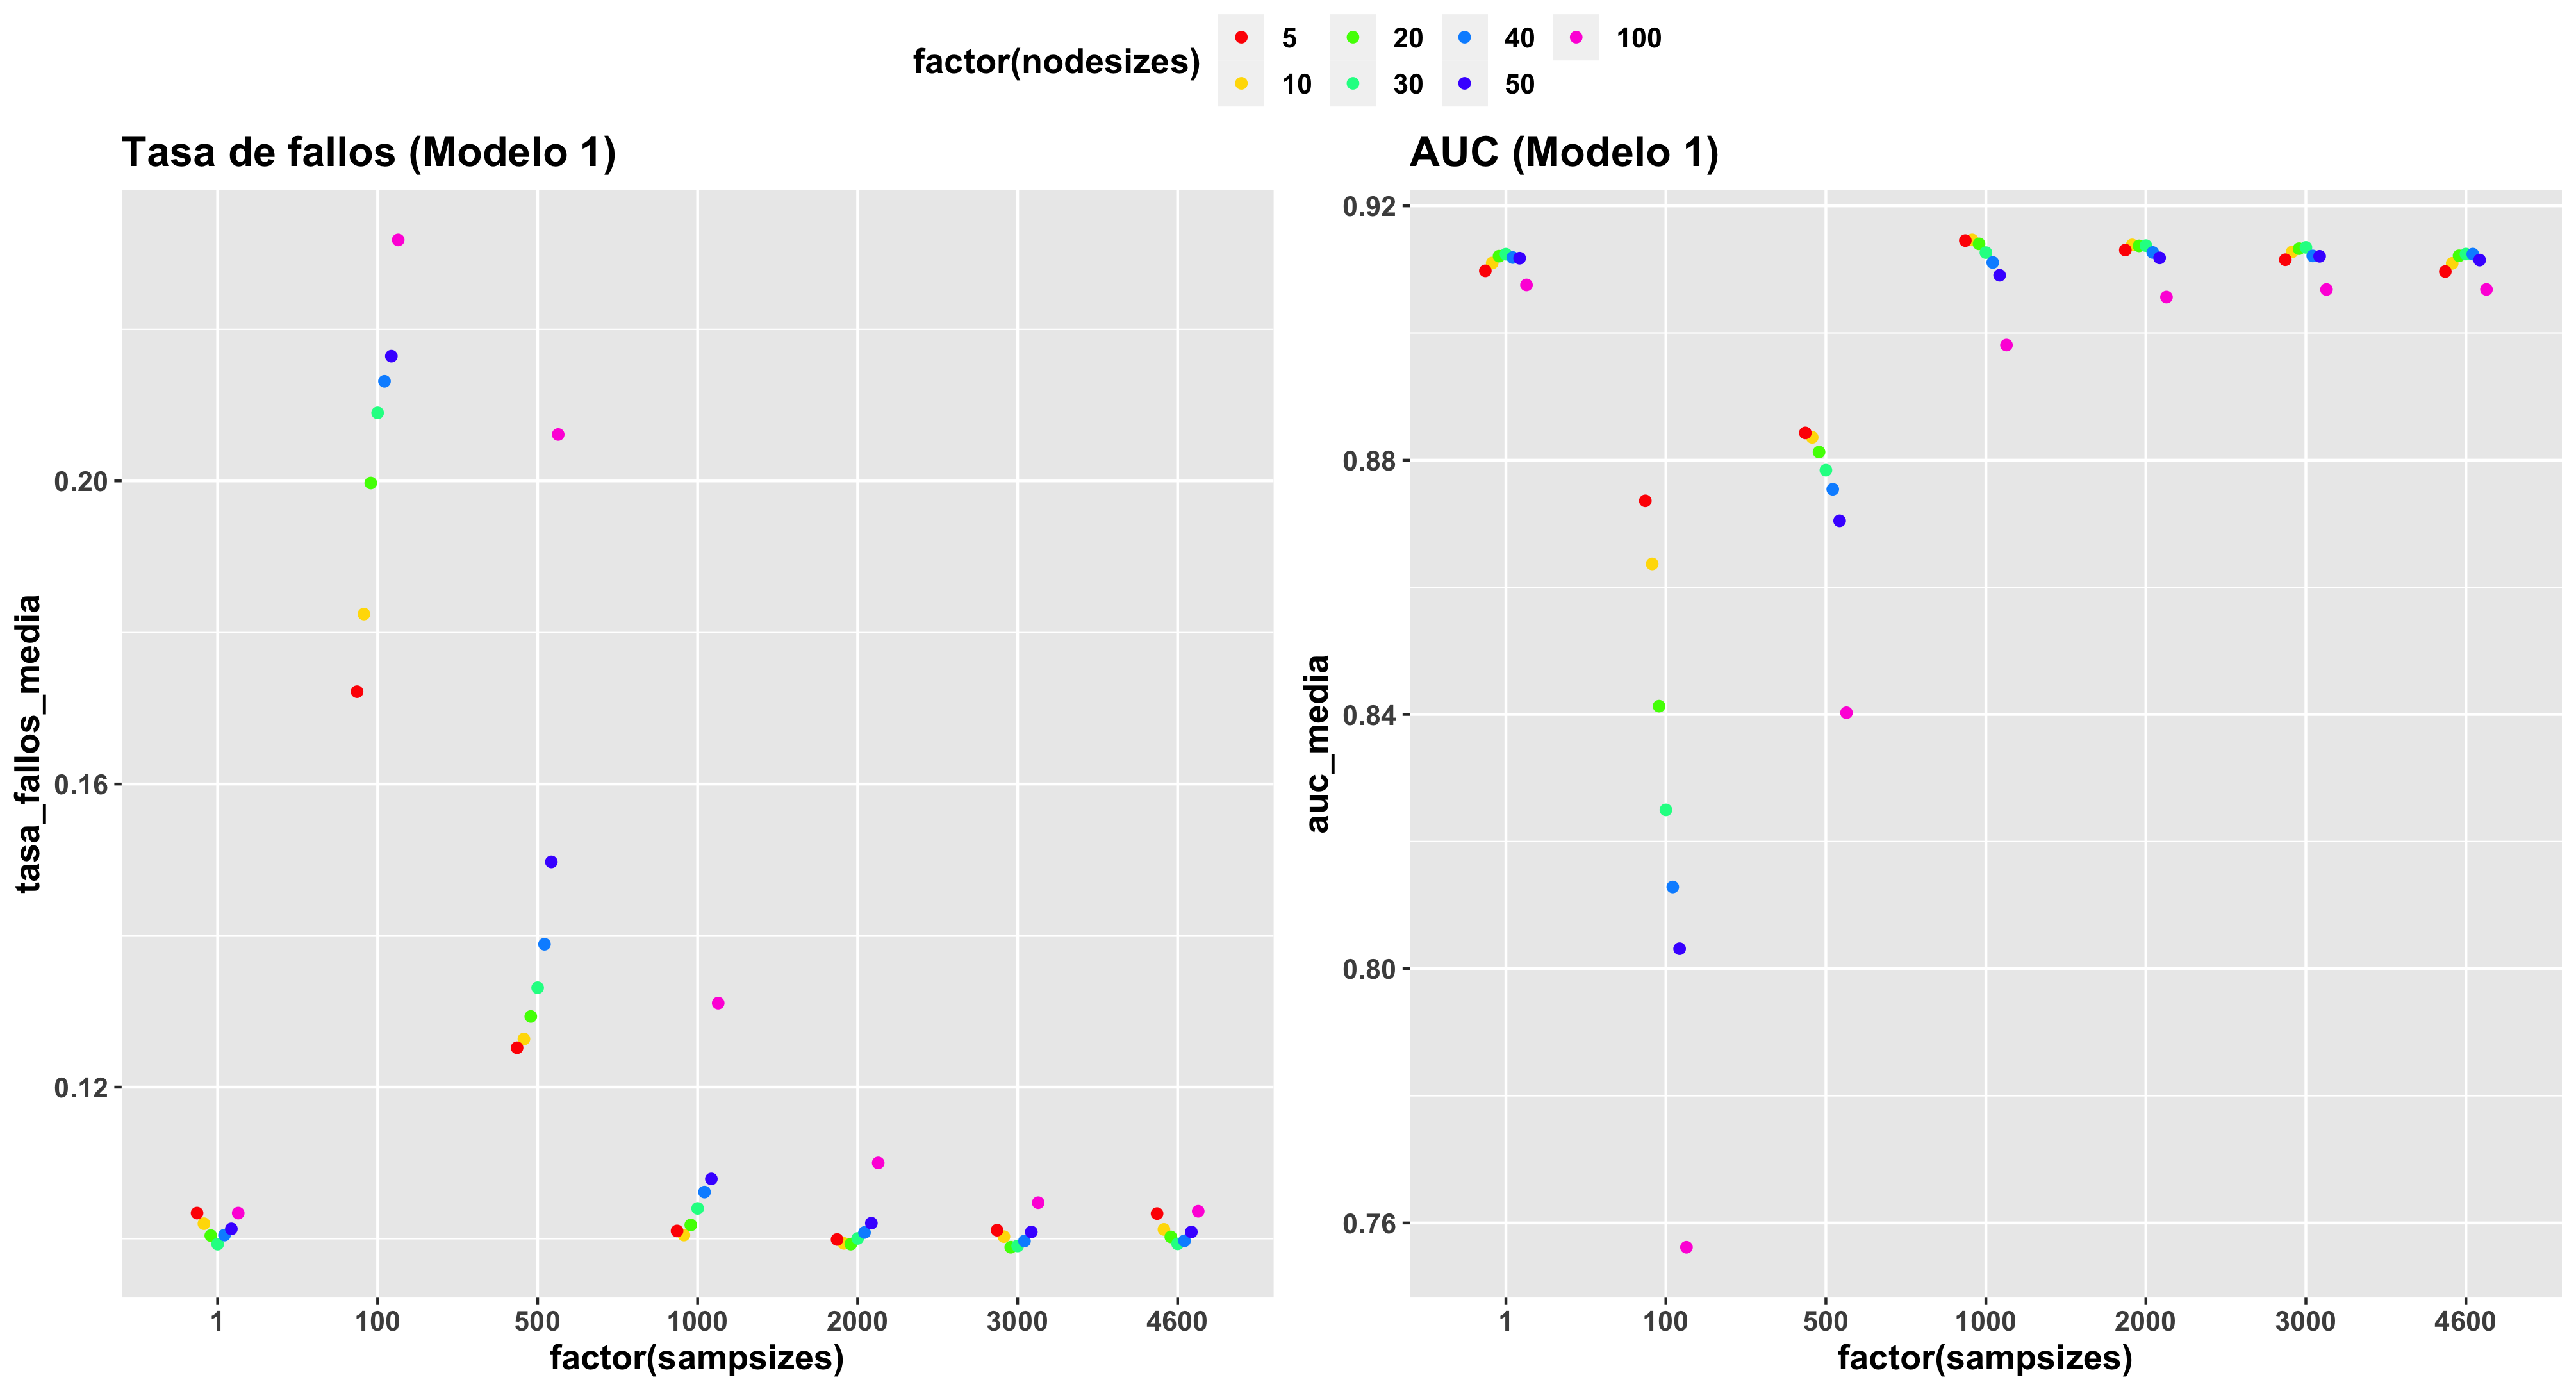 factor(nodesizes)
5 20 40 100
10 30 50
Tasa de fallos (Modelo 1)
tasa_fallos_media
0.20
0.16
0.12
1 100 500 1000 2000 3000 4600
factor(sampsizes)
AUC (Modelo 1)
auc_media
0.92
0.88
0.84
0.80
0.76
1 100 500 1000 2000 3000 4600
factor(sampsizes)